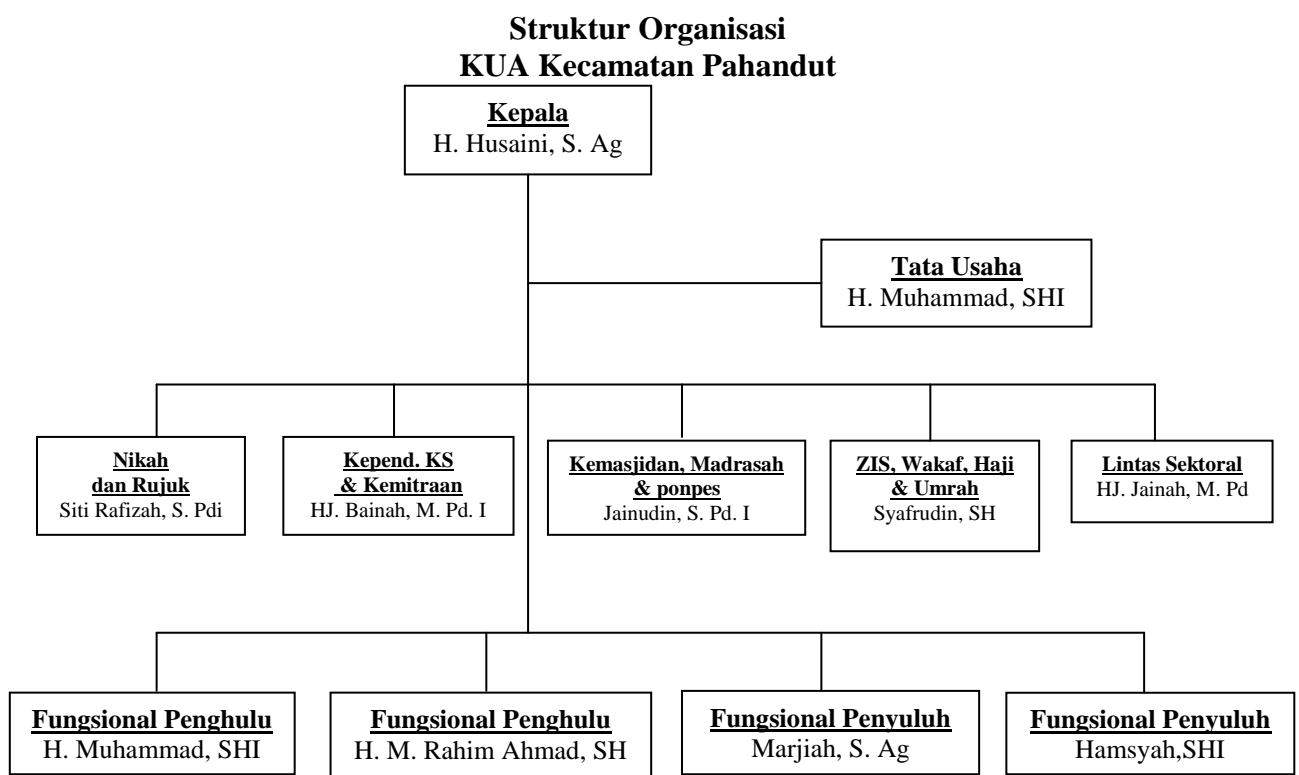 Struktur Organisasi
KUA Kecamatan Pahandut
Kepala
H. Husaini, S. Ag
Tata Usaha
H. Muhammad, SHI
Nikah
dan Rujuk
Siti Rafizah, S. Pdi
Kepend. KS
& Kemitraan
HJ. Bainah, M. Pd. I
Kemasjidan, Madrasah
& ponpes
Jainudin, S. Pd. I
ZIS, Wakaf, Haji
& Umrah
Syafrudin, SH
Lintas Sektoral
HJ. Jainah, M. Pd
Fungsional Penghulu
H. Muhammad, SHI
Fungsional Penghulu
H. M. Rahim Ahmad, SH
Fungsional Penyuluh
Marjiah, S. Ag
Fungsional Penyuluh
Hamsyah,SHI